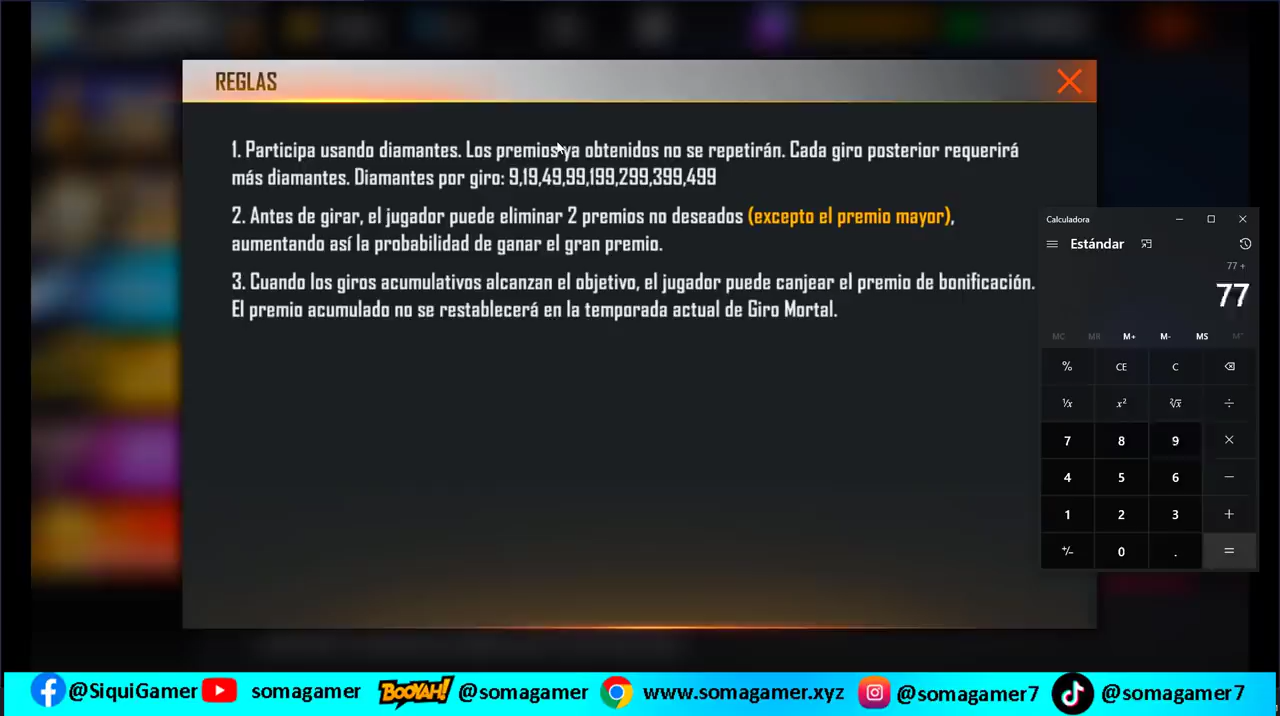 REGLAS
1. Participa usando diamantes. Los premios ya obtenidos no se repetirán. Cada giro posterior requerirá
más diamantes. Diamantes por giro: 9,19,49,99,199,299,399,499
2. Antes de girar, el jugador puede eliminar 2 premios no deseados (excepto el premio mayor),
aumentando así la probabilidad de ganar el gran premio.
3. Cuando los giros acumulativos alcanzan el objetivo, el jugador puede canjear el premio de bonificación.
El premio acumulado no se restablecerá en la temporada actual de Giro Mortal.
Calculadora
Estándar
77 +
77
MC MR M+ M- MS M˅
% CE C
¹/x x² ²√x ÷
7 8 9 ×
4 5 6 −
1 2 3 +
+/− 0 . =
@SiquiGamer somagamer BOOYAH! @somagamer www.somagamer.xyz @somagamer7 @somagamer7